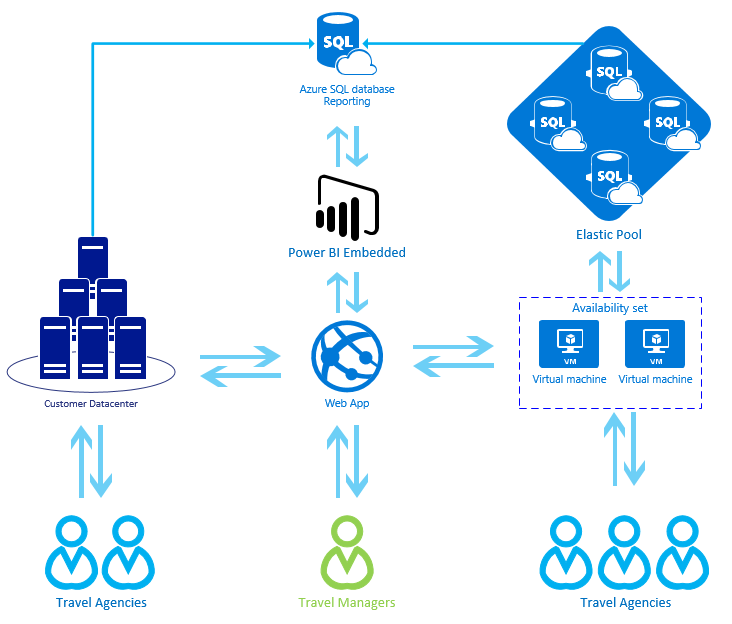 SQL
Azure SQL database
Reporting
SQL
SQL
SQL
SQL
Elastic Pool
Power BI Embedded
Availability set
VM
VM
Virtual machine
Virtual machine
Customer Datacenter
Web App
Travel Agencies
Travel Managers
Travel Agencies